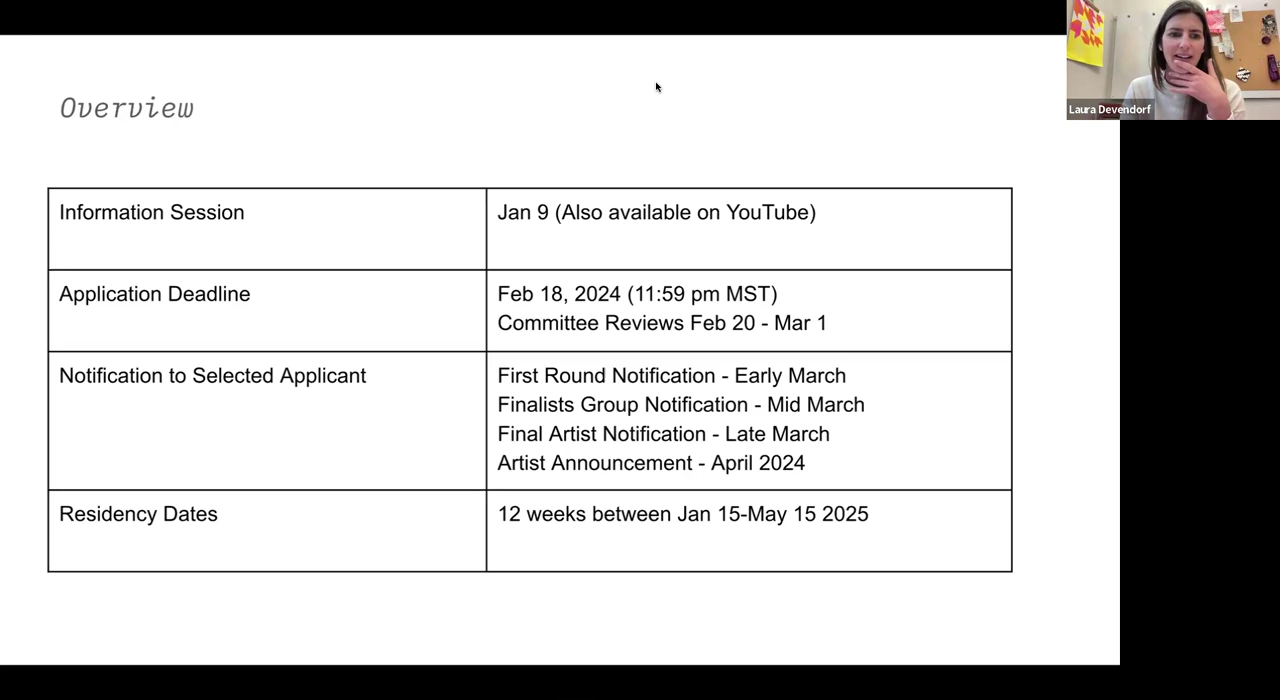 Overview
Information Session
Jan 9 (Also available on YouTube)
Application Deadline
Feb 18, 2024 (11:59 pm MST)
Committee Reviews Feb 20 - Mar 1
Notification to Selected Applicant
First Round Notification - Early March
Finalists Group Notification - Mid March
Final Artist Notification - Late March
Artist Announcement - April 2024
Residency Dates
12 weeks between Jan 15-May 15 2025
Laura Devendorf